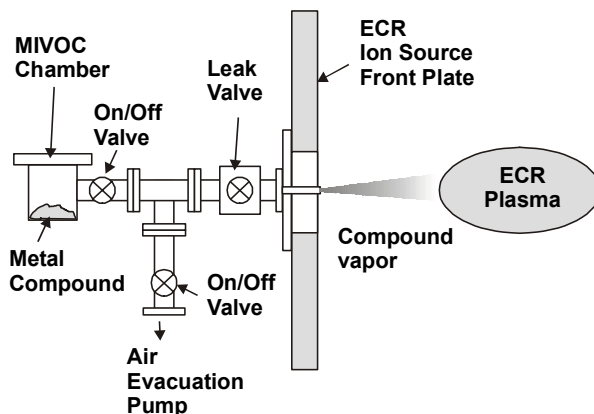 MIVOC
Chamber
On/Off
Valve
Leak
Valve
ECR
Ion Source
Front Plate
ECR
Plasma
Compound
vapor
Metal
Compound
On/Off
Valve
Air
Evacuation
Pump